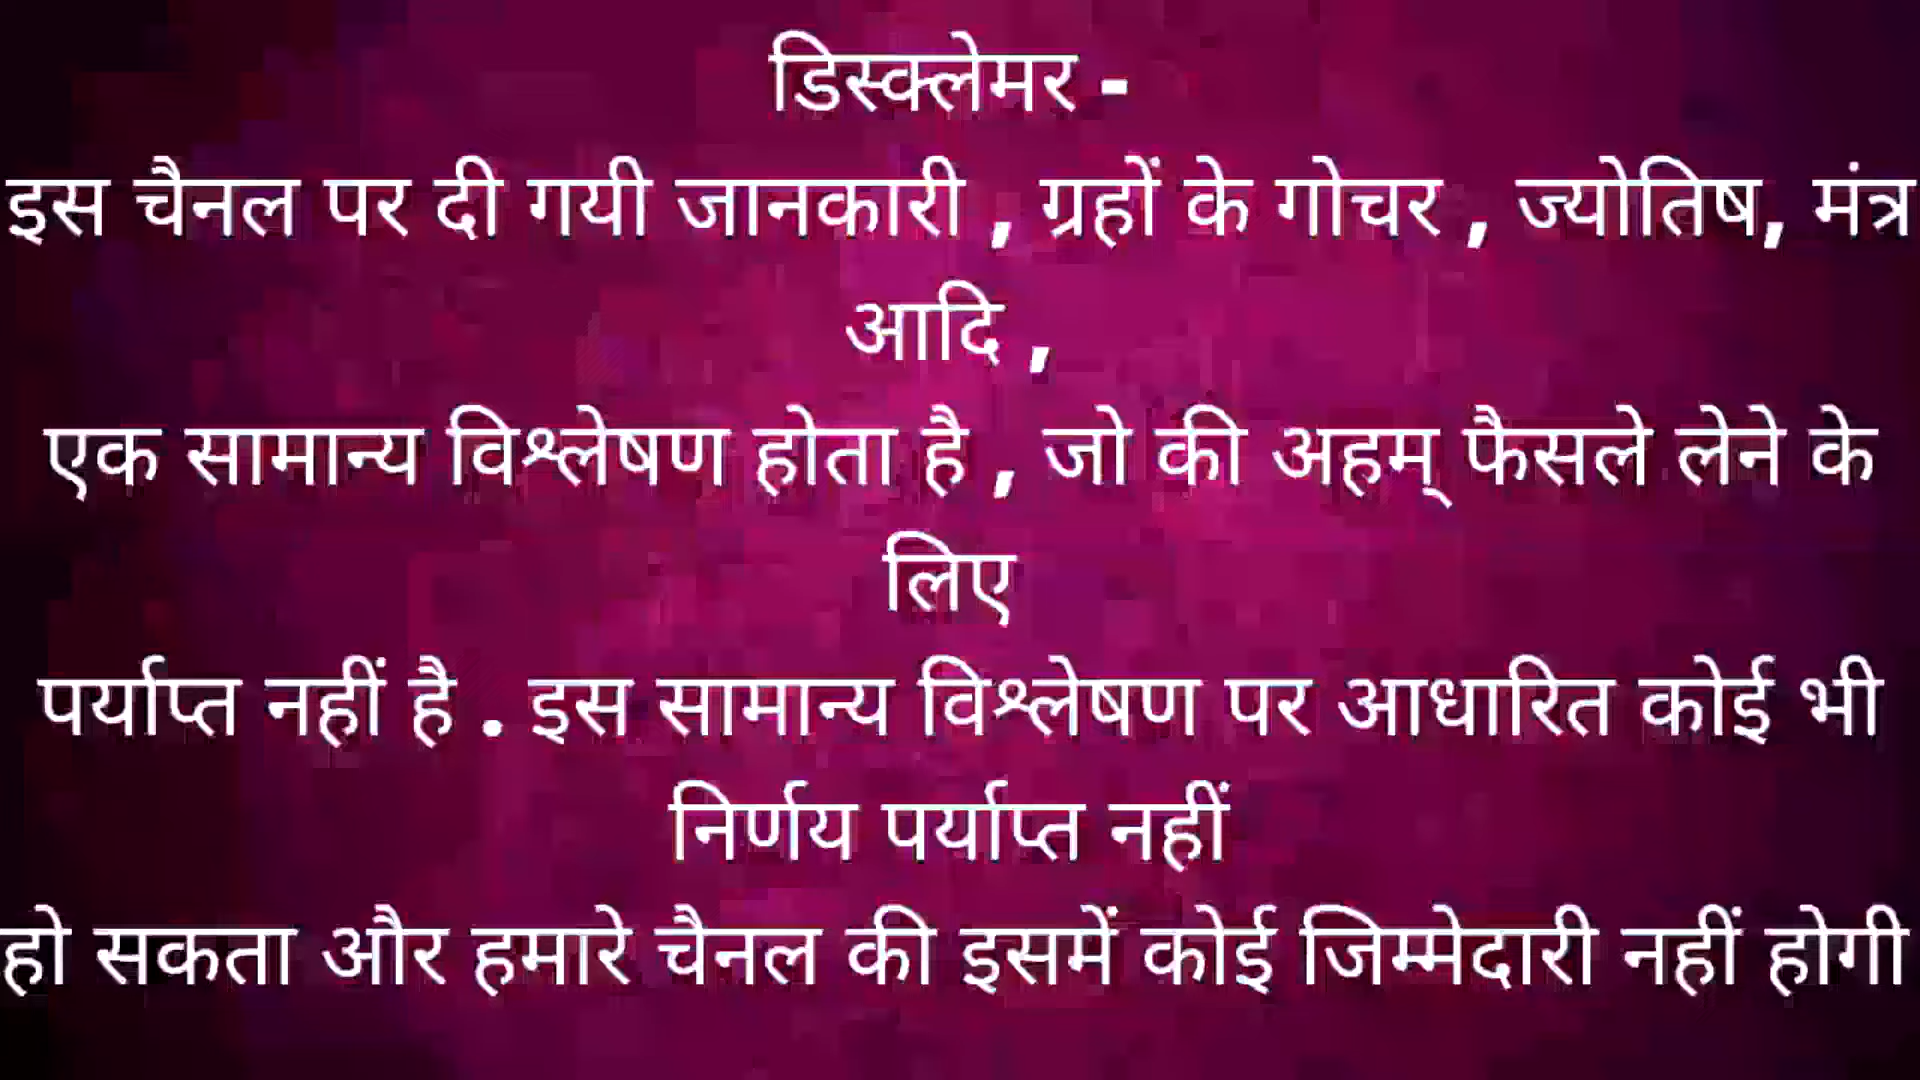 डिस्क्लेमर -
इस चैनल पर दी गयी जानकारी , ग्रहों के गोचर , ज्योतिष, मंत्र
आदि ,
एक सामान्य विश्लेषण होता है , जो की अहम् फैसले लेने के
लिए
पर्याप्त नहीं है . इस सामान्य विश्लेषण पर आधारित कोई भी
निर्णय पर्याप्त नहीं
हो सकता और हमारे चैनल की इसमें कोई जिम्मेदारी नहीं होगी